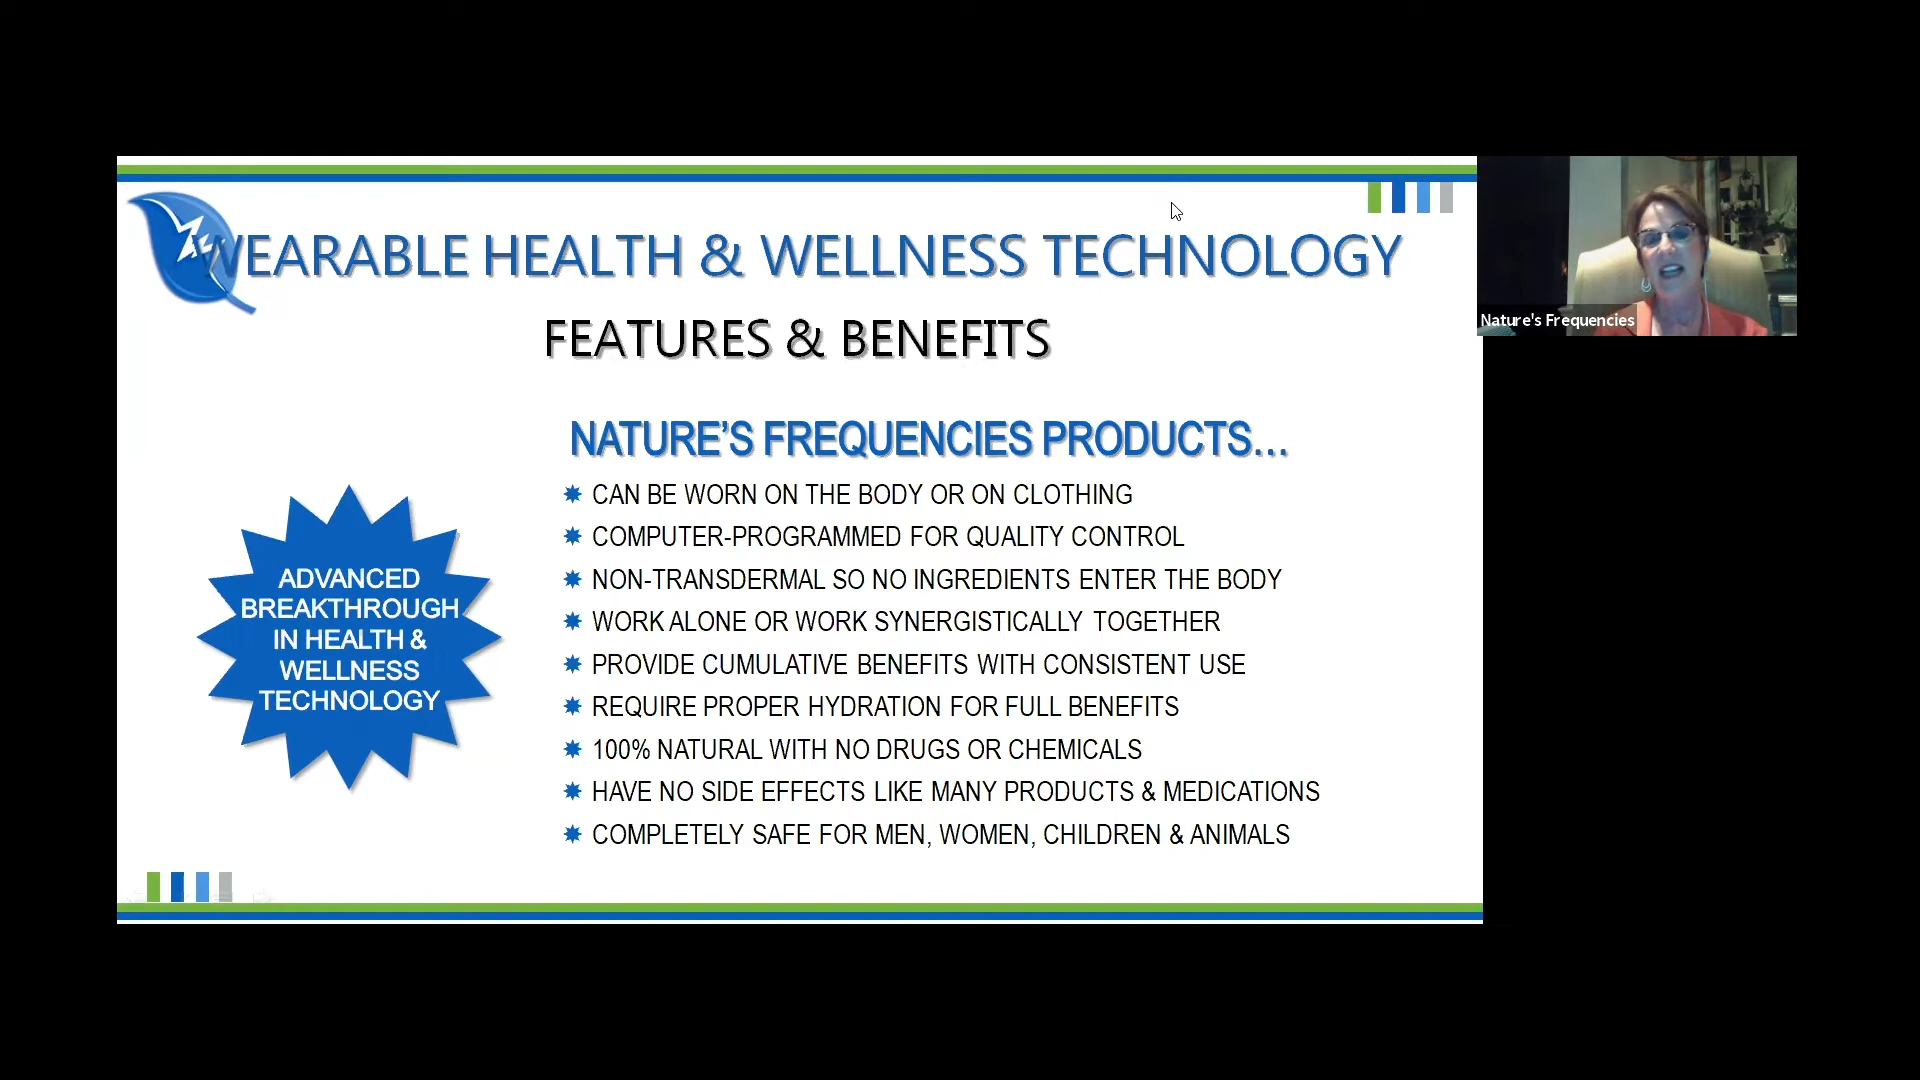 WEARABLE HEALTH & WELLNESS TECHNOLOGY
FEATURES & BENEFITS
NATURE'S FREQUENCIES PRODUCTS...
CAN BE WORN ON THE BODY OR ON CLOTHING
COMPUTER-PROGRAMMED FOR QUALITY CONTROL
NON-TRANSDERMAL SO NO INGREDIENTS ENTER THE BODY
WORK ALONE OR WORK SYNERGISTICALLY TOGETHER
PROVIDE CUMULATIVE BENEFITS WITH CONSISTENT USE
REQUIRE PROPER HYDRATION FOR FULL BENEFITS
100% NATURAL WITH NO DRUGS OR CHEMICALS
HAVE NO SIDE EFFECTS LIKE MANY PRODUCTS & MEDICATIONS
COMPLETELY SAFE FOR MEN, WOMEN, CHILDREN & ANIMALS
ADVANCED
BREAKTHROUGH
IN HEALTH &
WELLNESS
TECHNOLOGY
Nature's Frequencies